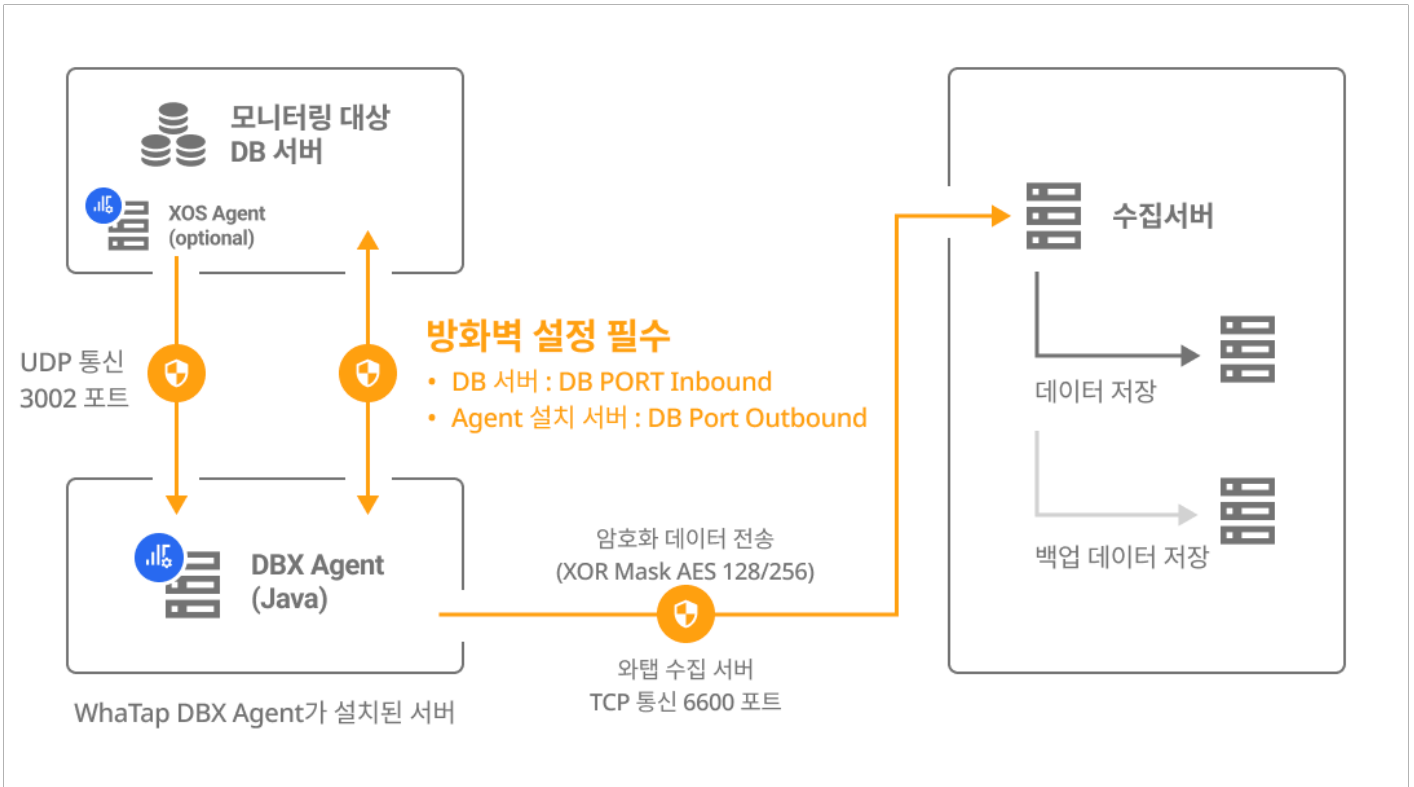 모니터링 대상
DB 서버
XOS Agent
(optional)
UDP 통신
3002 포트
방화벽 설정 필수
• DB 서버 : DB PORT Inbound
• Agent 설치 서버 : DB Port Outbound
DBX Agent
(Java)
WhaTap DBX Agent가 설치된 서버
암호화 데이터 전송
(XOR Mask AES 128/256)
와탭 수집 서버
TCP 통신 6600 포트
수집서버
데이터 저장
백업 데이터 저장